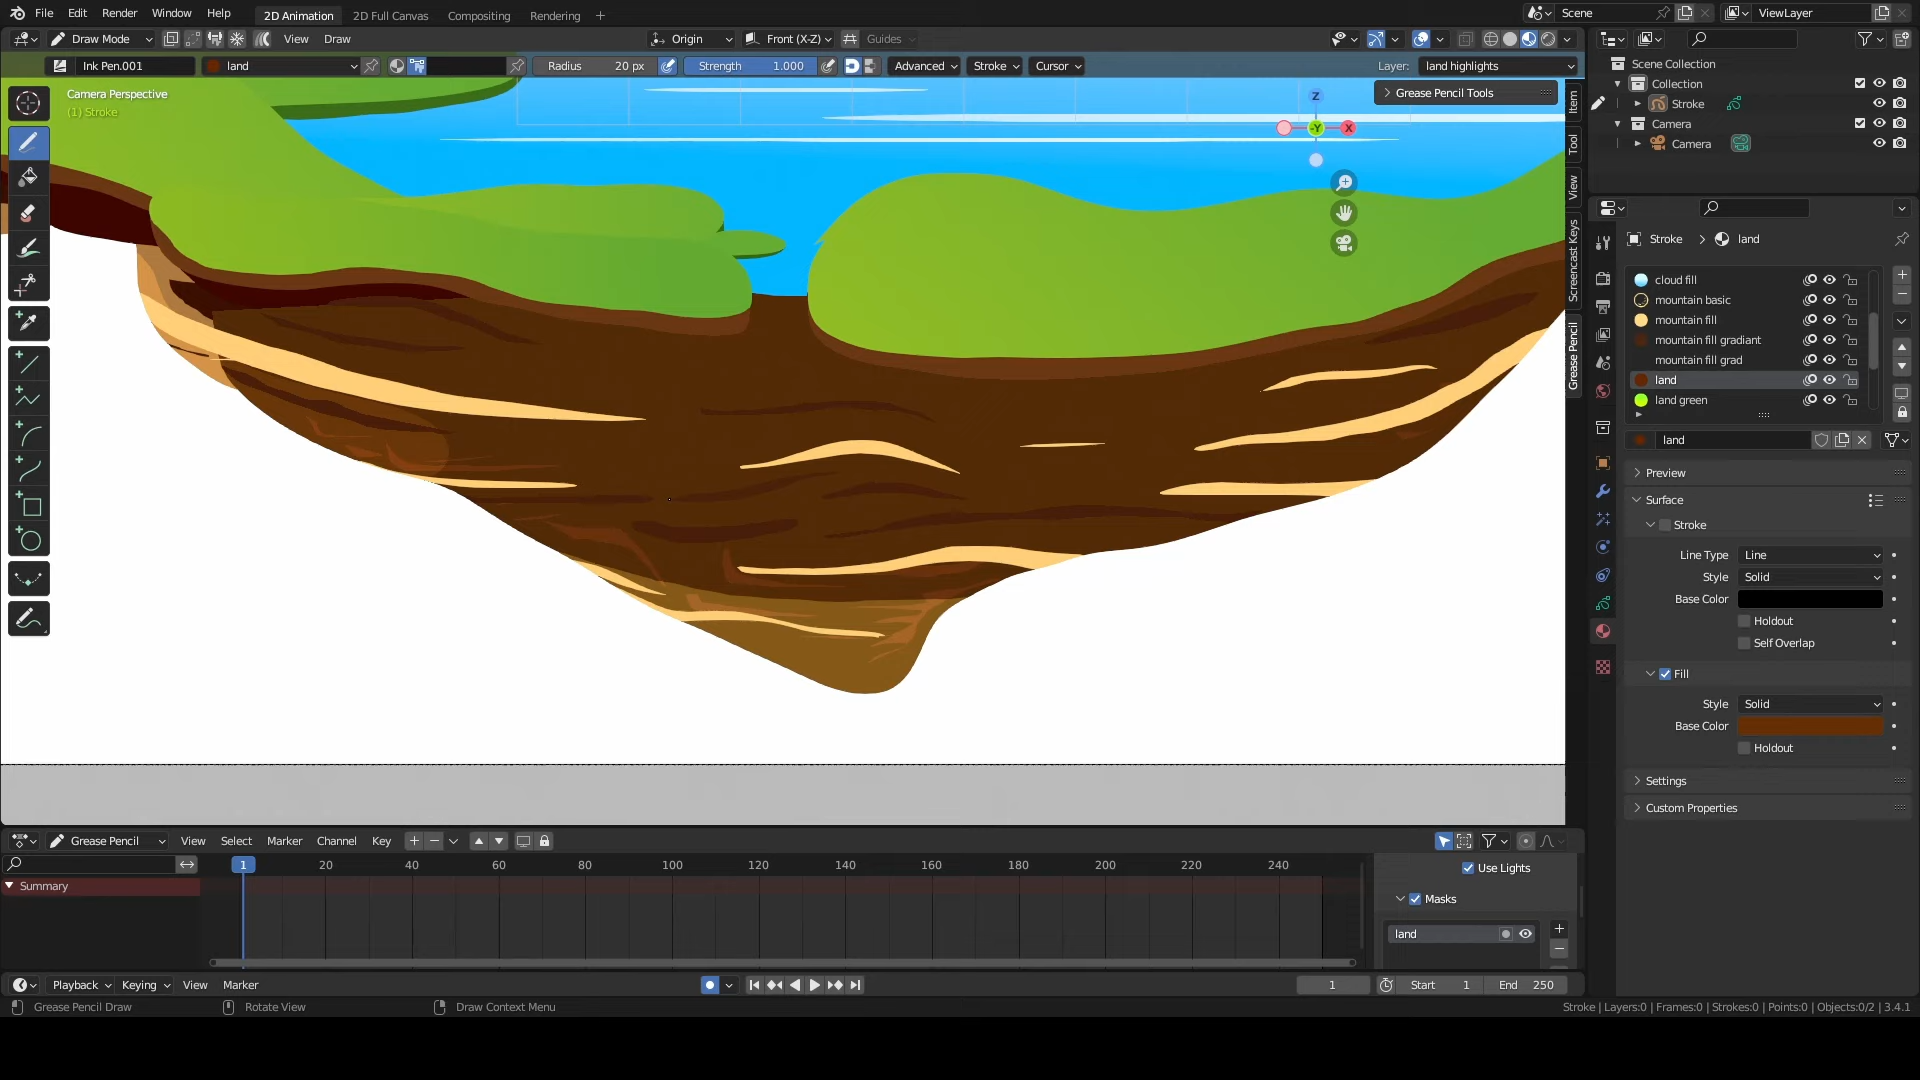 File Edit Render Window Help 2D Animation 2D Full Canvas Compositing Rendering + Scene ViewLayer
Draw Mode View Draw Origin Front (X-Z) Guides
Ink Pen.001 land Radius 20 px Strength 1.000 Advanced Stroke Cursor Layer: land highlights
Camera Perspective
(1) Stroke
Grease Pencil Tools
Z
-Y
X
Item
Tool
View
Screencast Keys
Grease Pencil
Scene Collection
Collection
Stroke
Camera
Camera
Stroke > land
cloud fill
mountain basic
mountain fill
mountain fill gradiant
mountain fill grad
land
land green
land
Preview
Surface
Stroke
Line Type Line
Style Solid
Base Color
Holdout
Self Overlap
Fill
Style Solid
Base Color
Holdout
Settings
Custom Properties
Grease Pencil View Select Marker Channel Key
1 20 40 60 80 100 120 140 160 180 200 220 240
Summary
Use Lights
Masks
land
Playback Keying View Marker 1 Start 1 End 250
Grease Pencil Draw Rotate View Draw Context Menu Stroke | Layers:0 | Frames:0 | Strokes:0 | Points:0 | Objects:0/2 | 3.4.1